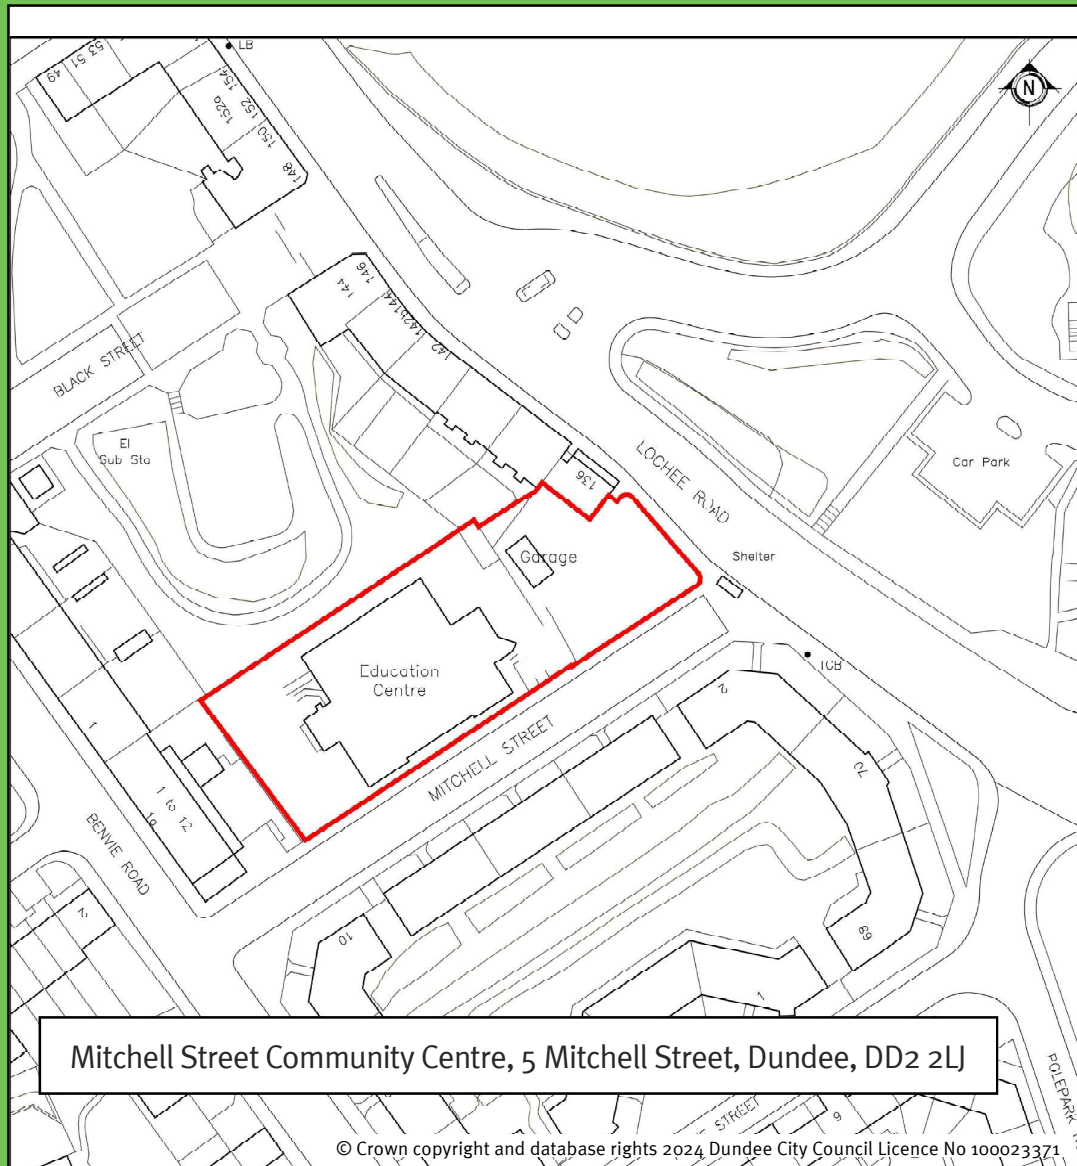 LB
53 51 49
154
152
152a
150
148
N
146
144
144
142b
142
BLACK STREET
El
Sub Sta
136
LOCHEE ROAD
Car Park
Garage
Shelter
Education
Centre
TCB
MITCHELL STREET
2
70
1
1 to 12
1a
BENVIE ROAD
2
10
68
1
Mitchell Street Community Centre, 5 Mitchell Street, Dundee, DD2 2LJ
STREET
9
POLEPARK
© Crown copyright and database rights 2024 Dundee City Council Licence No 100023371